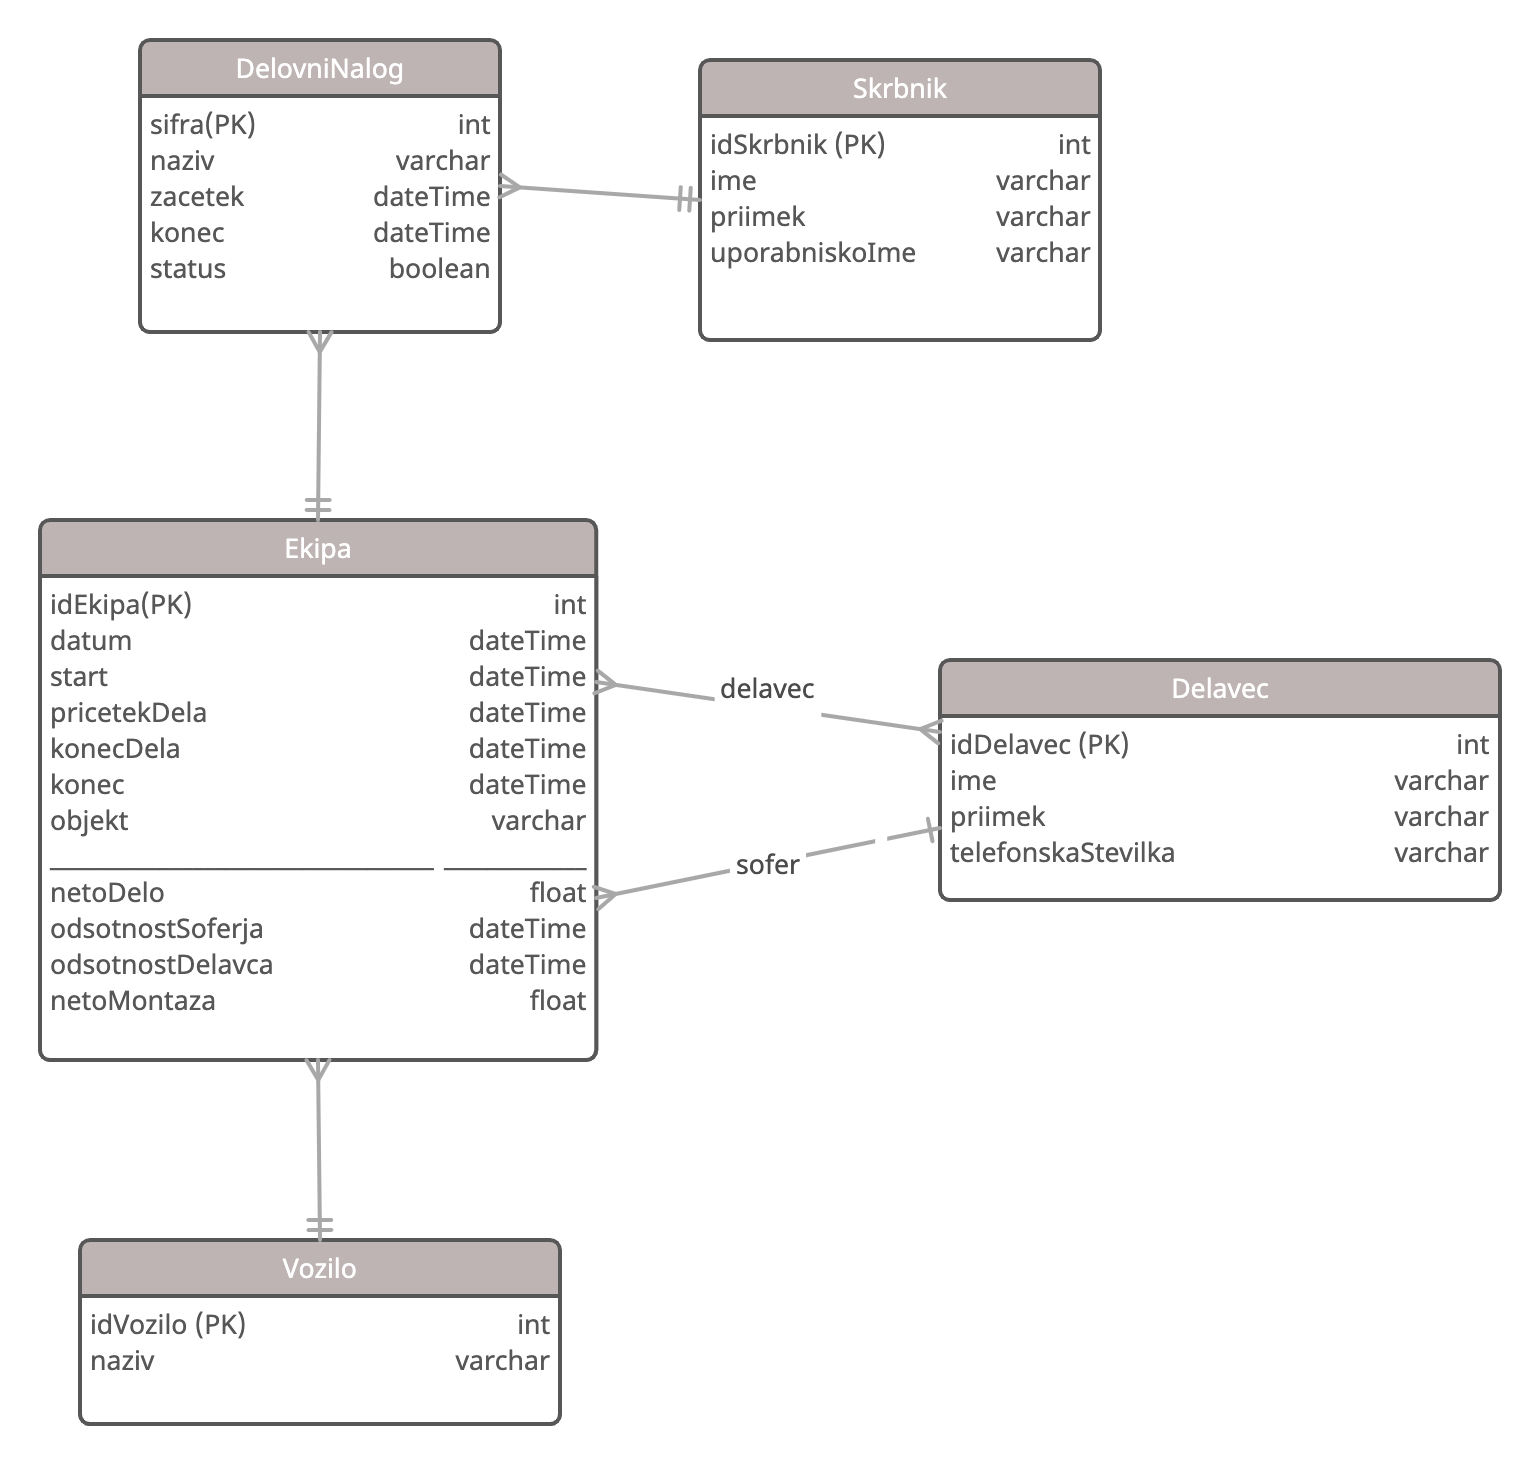 DelovniNalog
sifra(PK) int
naziv varchar
zacetek dateTime
konec dateTime
status boolean
Skrbnik
idSkrbnik (PK) int
ime varchar
priimek varchar
uporabniskoIme varchar
Ekipa
idEkipa(PK) int
datum dateTime
start dateTime
pricetekDela dateTime
konecDela dateTime
konec dateTime
objekt varchar
netoDelo float
odsotnostSoferja dateTime
odsotnostDelavca dateTime
netoMontaza float
delavec
sofer
Delavec
idDelavec (PK) int
ime varchar
priimek varchar
telefonskaStevilka varchar
Vozilo
idVozilo (PK) int
naziv varchar